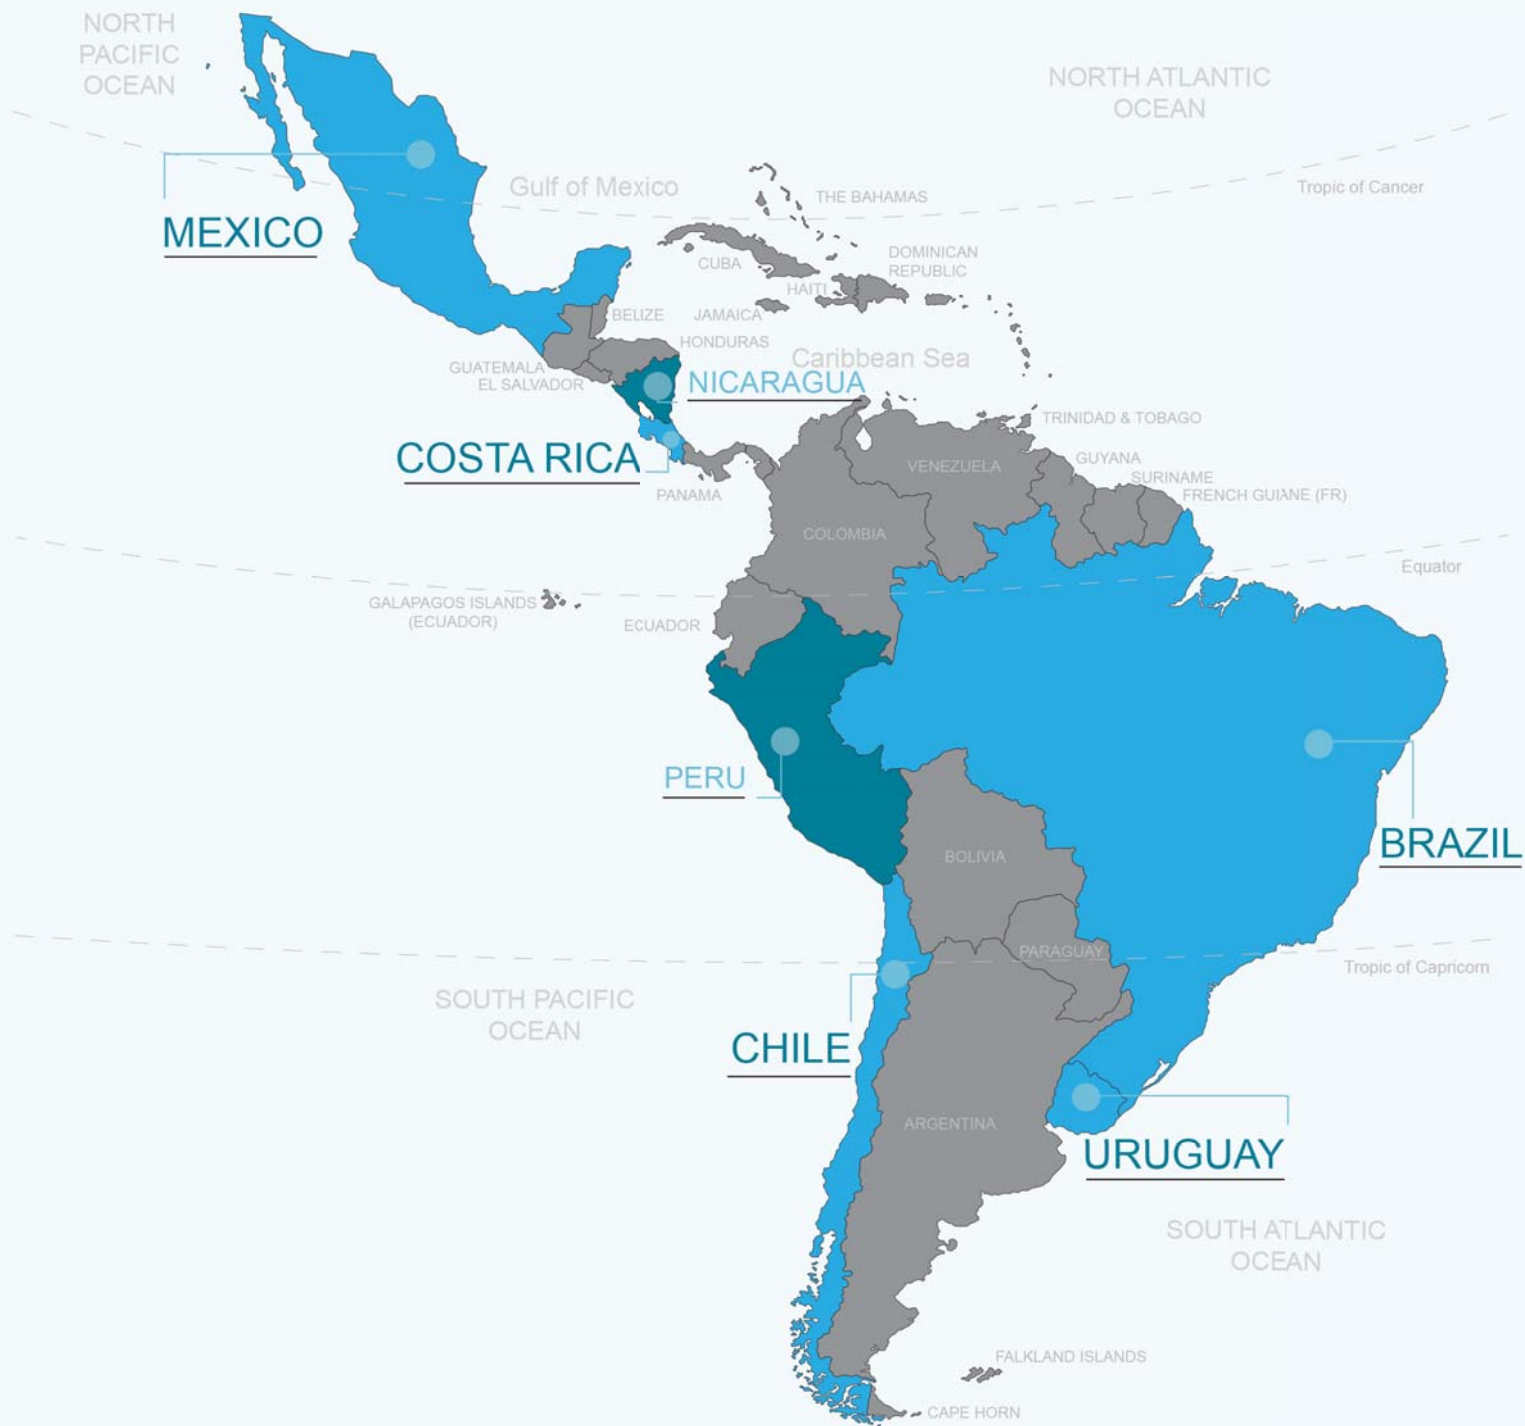 NORTH
PACIFIC
OCEAN
NORTH ATLANTIC
OCEAN
Gulf of Mexico
Tropic of Cancer
THE BAHAMAS
MEXICO
CUBA
DOMINICAN
REPUBLIC
HAITI
BELIZE
JAMAICA
HONDURAS
Caribbean Sea
GUATEMALA
EL SALVADOR
NICARAGUA
TRINIDAD & TOBAGO
COSTA RICA
PANAMA
VENEZUELA
GUYANA
SURINAME
FRENCH GUIANE (FR)
COLOMBIA
Equator
GALAPAGOS ISLANDS
(ECUADOR)
ECUADOR
PERU
BRAZIL
BOLIVIA
PARAGUAY
Tropic of Capricorn
SOUTH PACIFIC
OCEAN
CHILE
ARGENTINA
URUGUAY
SOUTH ATLANTIC
OCEAN
FALKLAND ISLANDS
CAPE HORN